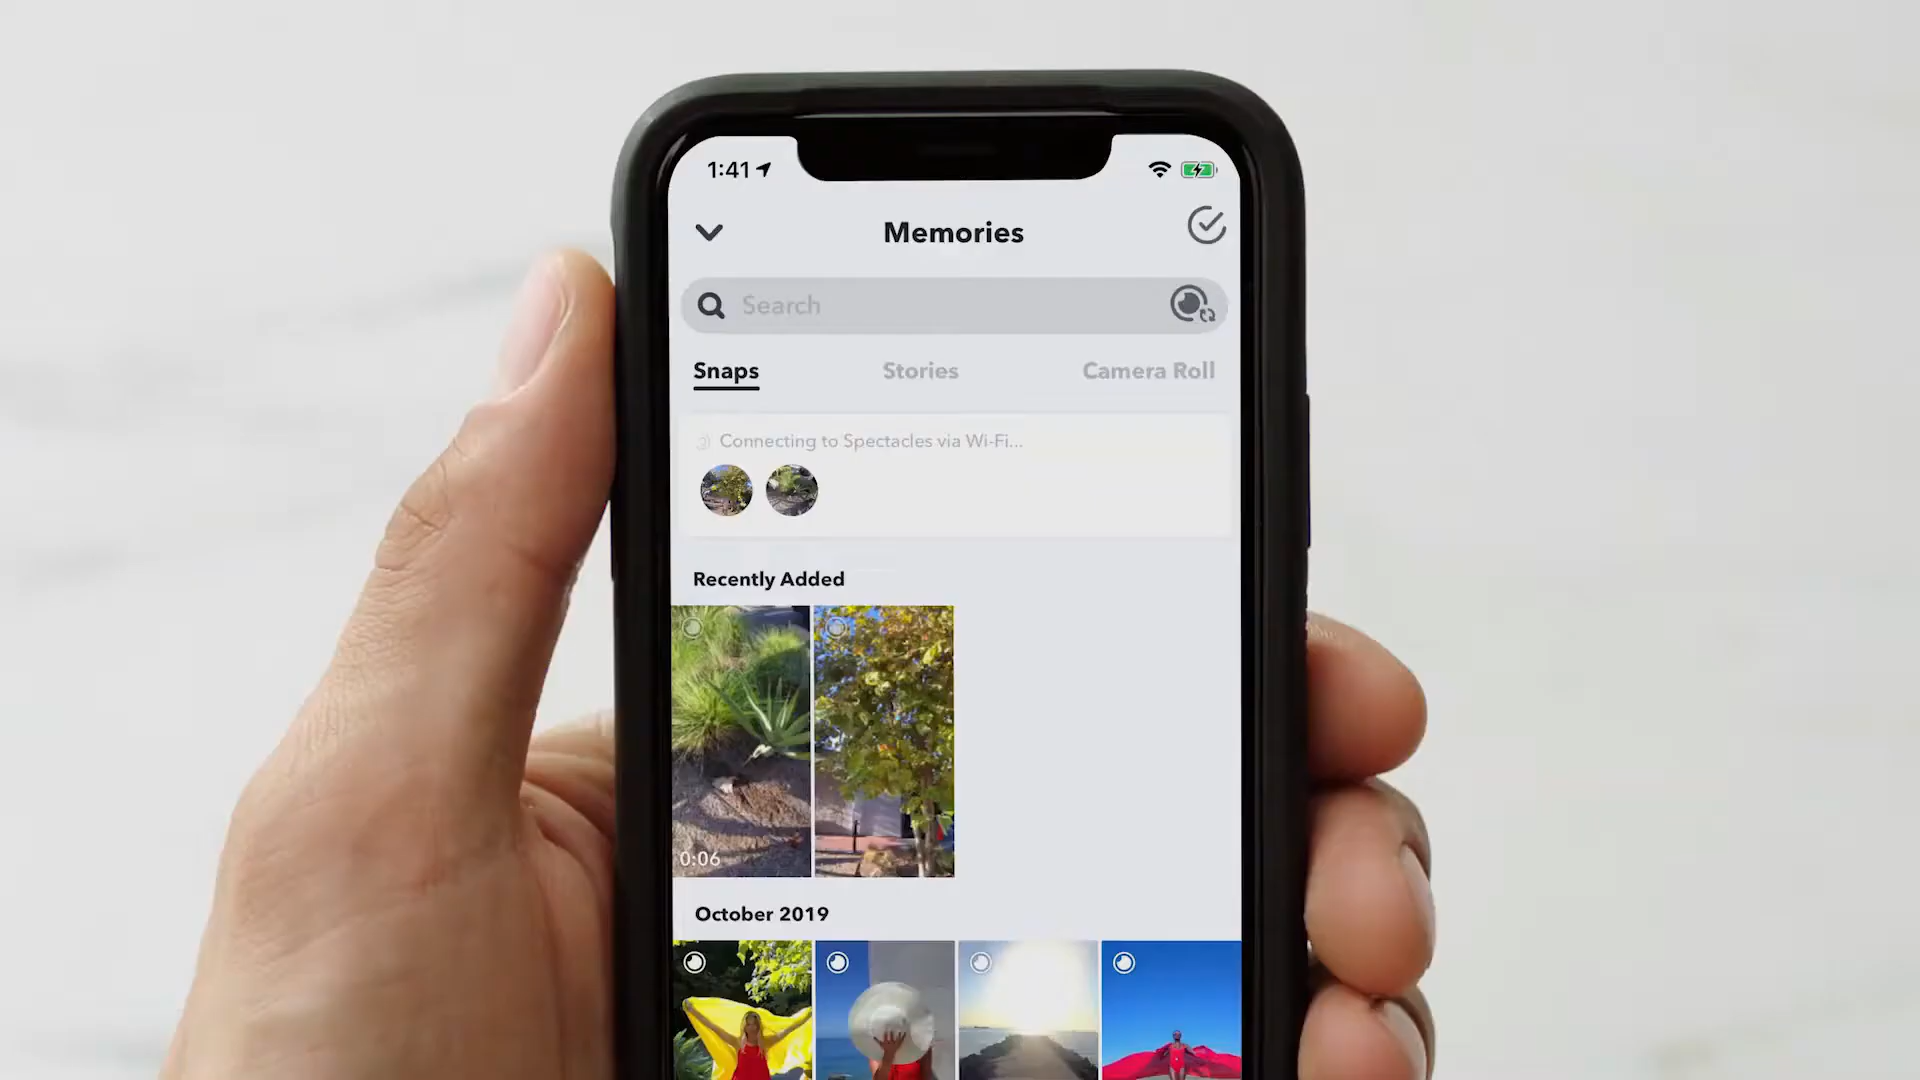 1:41
Memories
Search
Snaps Stories Camera Roll
Connecting to Spectacles via Wi-Fi...
Recently Added
0:06
October 2019